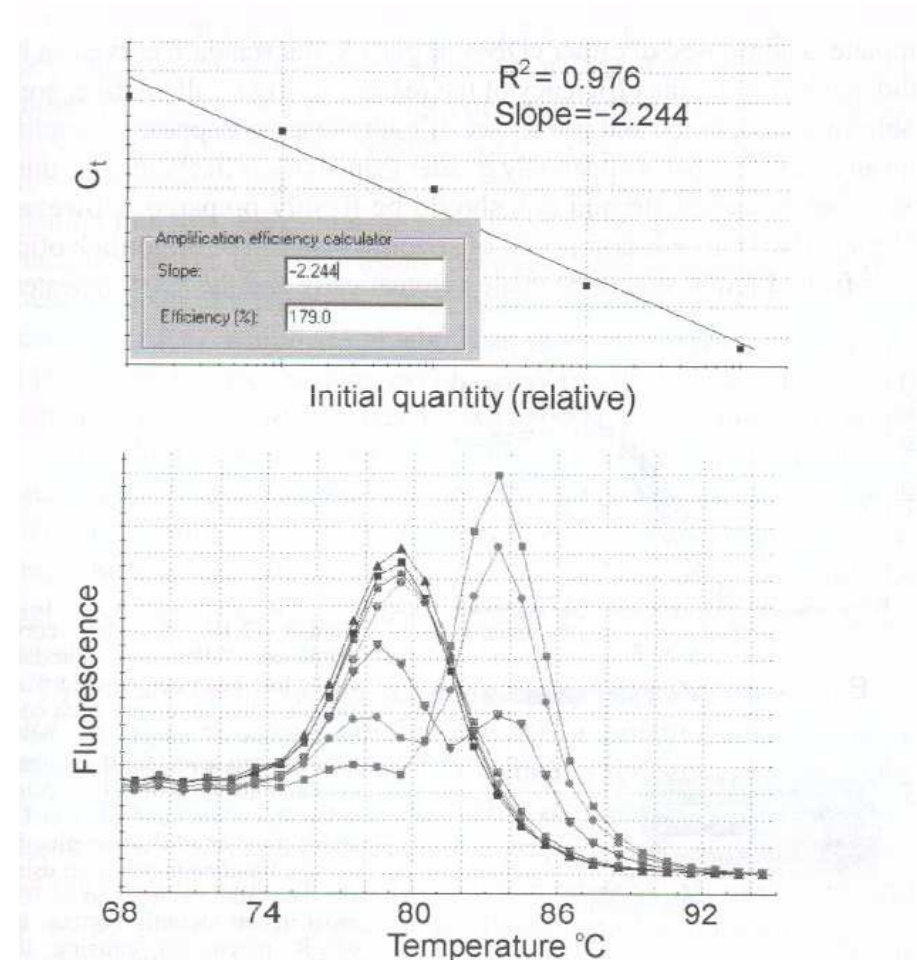 R² = 0.976
Slope=−2.244
Cₜ
Amplification efficiency calculator
Slope:
-2.244
Efficiency (%):
179.0
Initial quantity (relative)
Fluorescence
68 74 80 86 92
Temperature °C